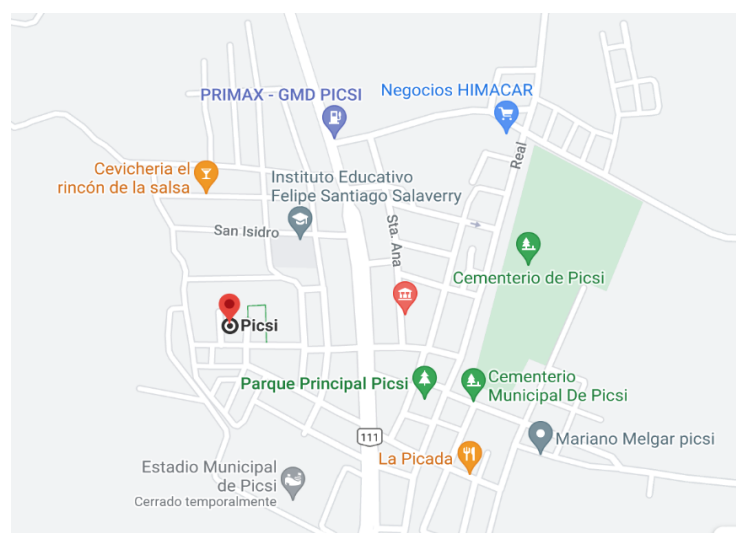 PRIMAX - GMD PICSI
Negocios HIMACAR
Cevicheria el
rincón de la salsa
Instituto Educativo
Felipe Santiago Salaverry
Real
San Isidro
Sta. Ana
Cementerio de Picsi
Picsi
Parque Principal Picsi
Cementerio
Municipal De Picsi
111
Mariano Melgar picsi
La Picada
Estadio Municipal
de Picsi
Cerrado temporalmente